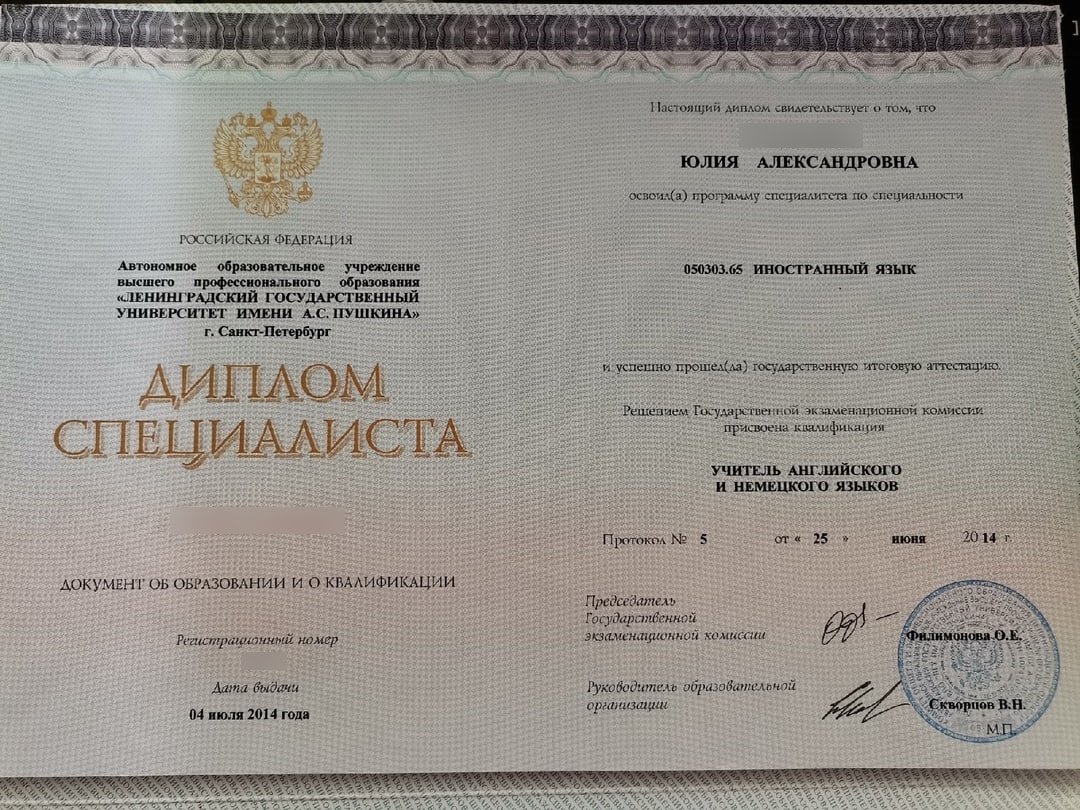 РОССИЙСКАЯ ФЕДЕРАЦИЯ
Автономное образовательное учреждение
высшего профессионального образования
«ЛЕНИНГРАДСКИЙ ГОСУДАРСТВЕННЫЙ
УНИВЕРСИТЕТ ИМЕНИ А.С. ПУШКИНА»
г. Санкт-Петербург
ДИПЛОМ
СПЕЦИАЛИСТА
ДОКУМЕНТ ОБ ОБРАЗОВАНИИ И О КВАЛИФИКАЦИИ
Регистрационный номер
Дата выдачи
04 июля 2014 года
Настоящий диплом свидетельствует о том, что
ЮЛИЯ АЛЕКСАНДРОВНА
освоил(а) программу специалитета по специальности
050303.65 ИНОСТРАННЫЙ ЯЗЫК
и успешно прошел(ла) государственную итоговую аттестацию.
Решением Государственной экзаменационной комиссии
присвоена квалификация
УЧИТЕЛЬ АНГЛИЙСКОГО
И НЕМЕЦКОГО ЯЗЫКОВ
Протокол № 5 от « 25 » июня 2014 г.
Председатель
Государственной
экзаменационной комиссии
Филимонова О.Е.
Руководитель образовательной
организации
Скворцов В.Н.
М.П.